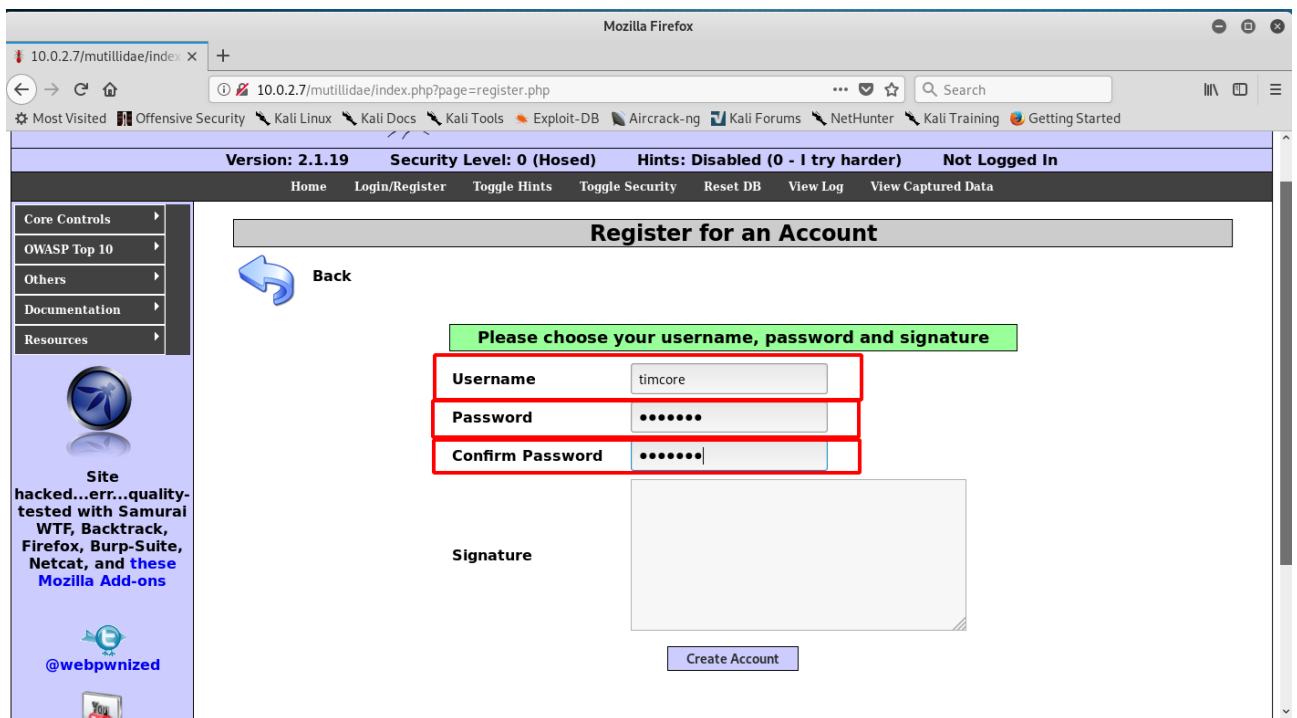 Mozilla Firefox
10.0.2.7/mutillidae/index
10.0.2.7/mutillidae/index.php?page=register.php
Search
Most Visited Offensive Security Kali Linux Kali Docs Kali Tools Exploit-DB Aircrack-ng Kali Forums NetHunter Kali Training Getting Started
Version: 2.1.19 Security Level: 0 (Hosed) Hints: Disabled (0 - I try harder) Not Logged In
Home Login/Register Toggle Hints Toggle Security Reset DB View Log View Captured Data
Core Controls
OWASP Top 10
Others
Documentation
Resources
Site
hacked...err...quality-
tested with Samurai
WTF, Backtrack,
Firefox, Burp-Suite,
Netcat, and these
Mozilla Add-ons
@webpwnized
You
Register for an Account
Back
Please choose your username, password and signature
Username timcore
Password •••••••
Confirm Password •••••••
Signature
Create Account